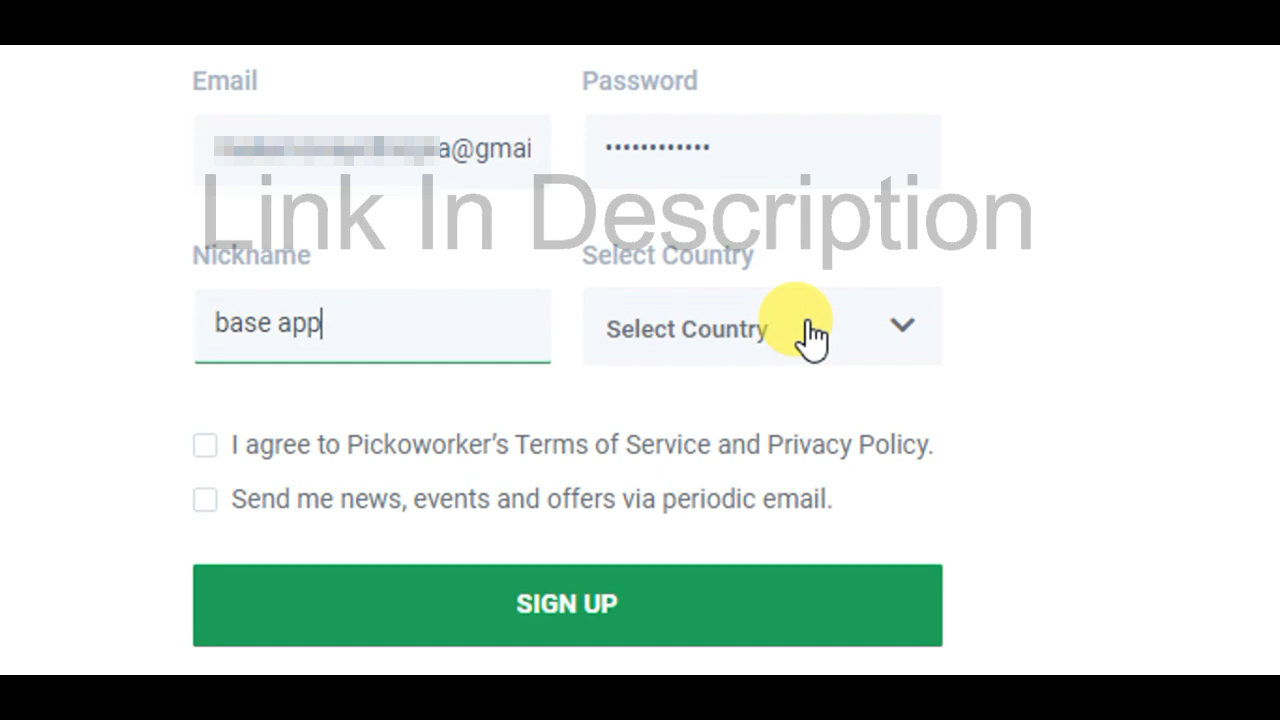 Email Password
a@gmai ••••••••••••
Link In Description
Nickname Select Country
base app Select Country
I agree to Pickoworker's Terms of Service and Privacy Policy.
Send me news, events and offers via periodic email.
SIGN UP